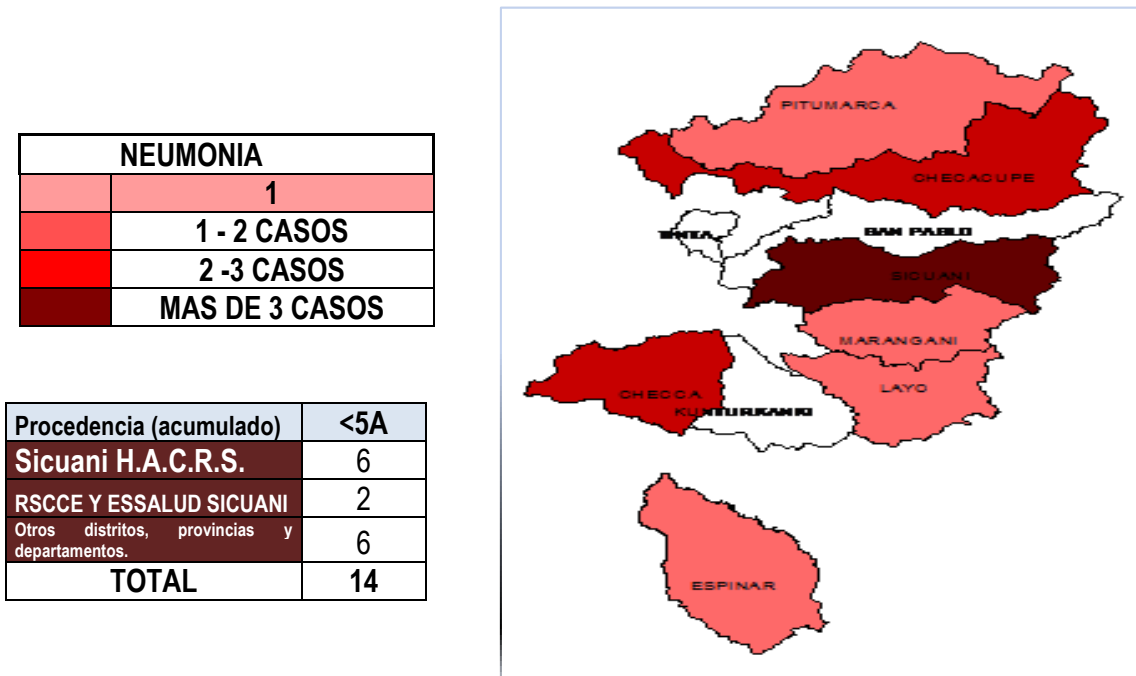 NEUMONIA
1
1 - 2 CASOS
2 -3 CASOS
MAS DE 3 CASOS
Procedencia (acumulado) <5A
Sicuani H.A.C.R.S. 6
RSCCE Y ESSALUD SICUANI 2
Otros distritos, provincias y
departamentos. 6
TOTAL 14
PITUMARCA
CHECACUPE
SAN PABLO
TINTA
SICUANI
MARANGANI
LAYO
CHECCA
KUNTURKANKI
ESPINAR